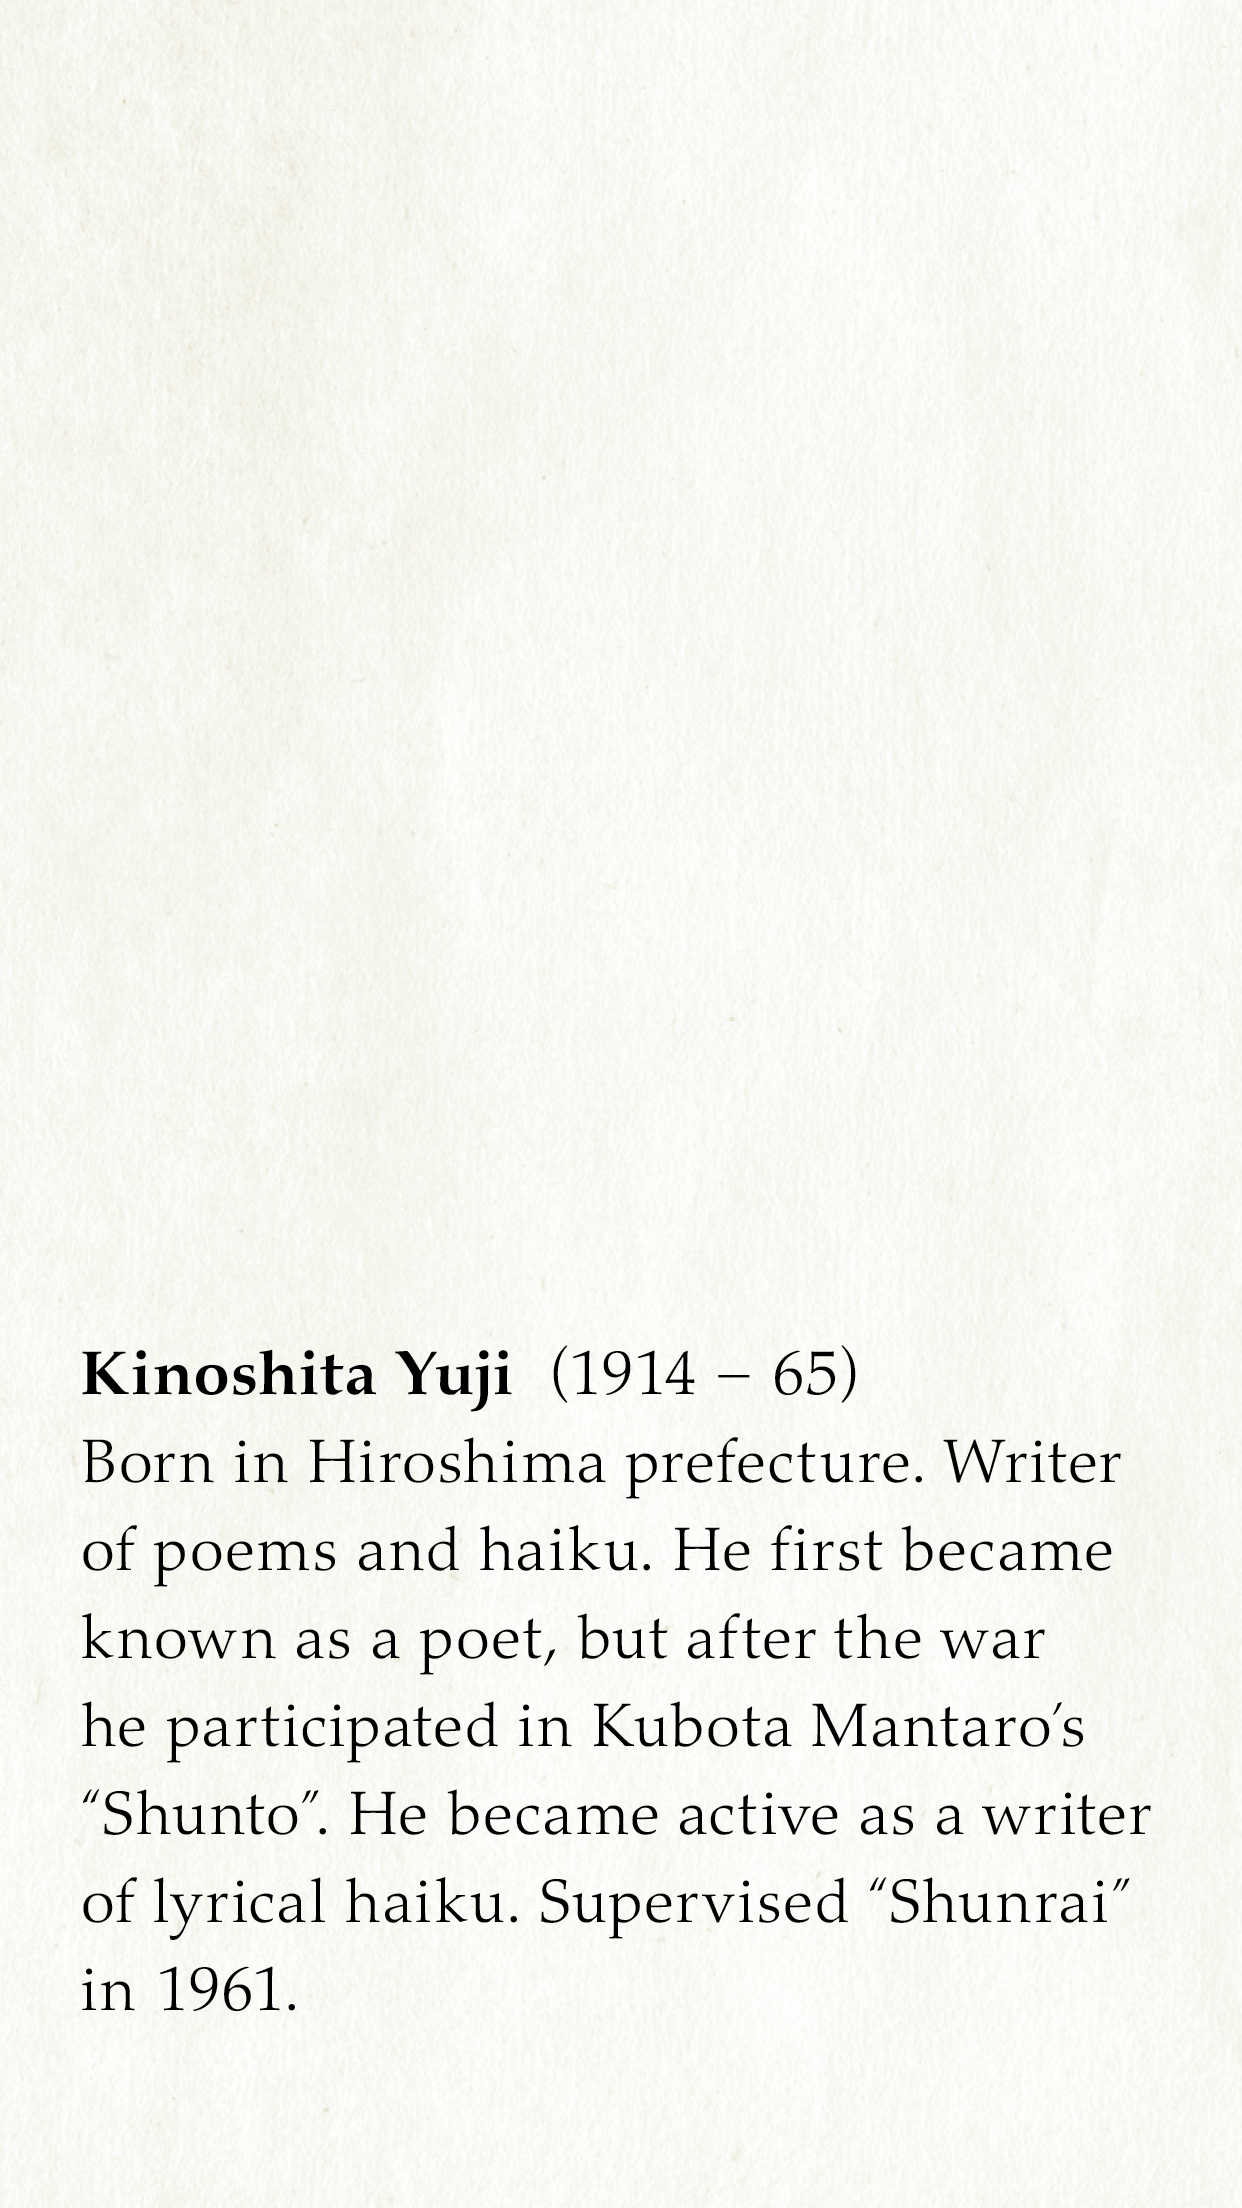 Kinoshita Yuji (1914 – 65)
Born in Hiroshima prefecture. Writer
of poems and haiku. He first became
known as a poet, but after the war
he participated in Kubota Mantaro's
“Shunto”. He became active as a writer
of lyrical haiku. Supervised “Shunrai”
in 1961.